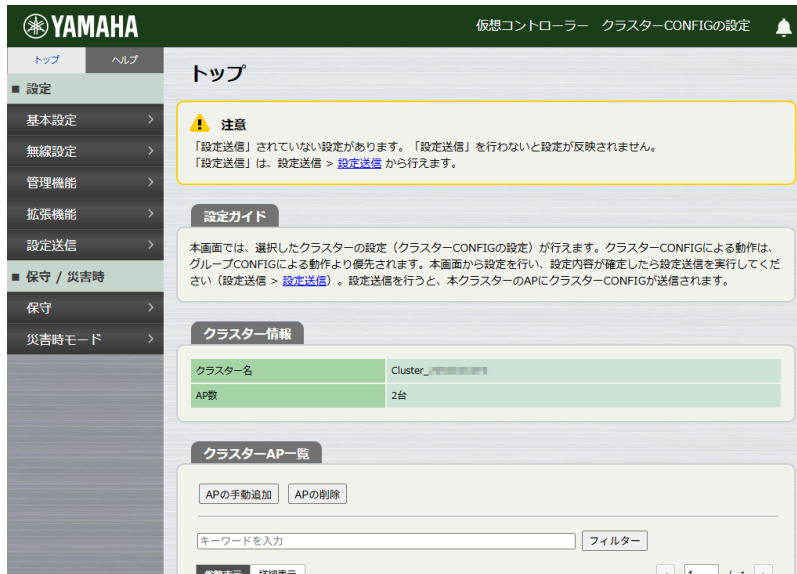 YAMAHA
仮想コントローラー クラスターCONFIGの設定
トップ ヘルプ
■ 設定
基本設定
無線設定
管理機能
拡張機能
設定送信
■ 保守 / 災害時
保守
災害時モード
トップ
注意
「設定送信」されていない設定があります。「設定送信」を行わないと設定が反映されません。
「設定送信」は、設定送信 > 設定送信 から行えます。
設定ガイド
本画面では、選択したクラスターの設定（クラスターCONFIGの設定）が行えます。クラスターCONFIGによる動作は、
グループCONFIGによる動作より優先されます。本画面から設定を行い、設定内容が確定したら設定送信を実行してくだ
さい（設定送信 > 設定送信）。設定送信を行うと、本クラスターのAPにクラスターCONFIGが送信されます。
クラスター情報
クラスター名 Cluster_
AP数 2台
クラスターAP一覧
APの手動追加 APの削除
キーワードを入力 フィルター
詳細表示 1 / 1